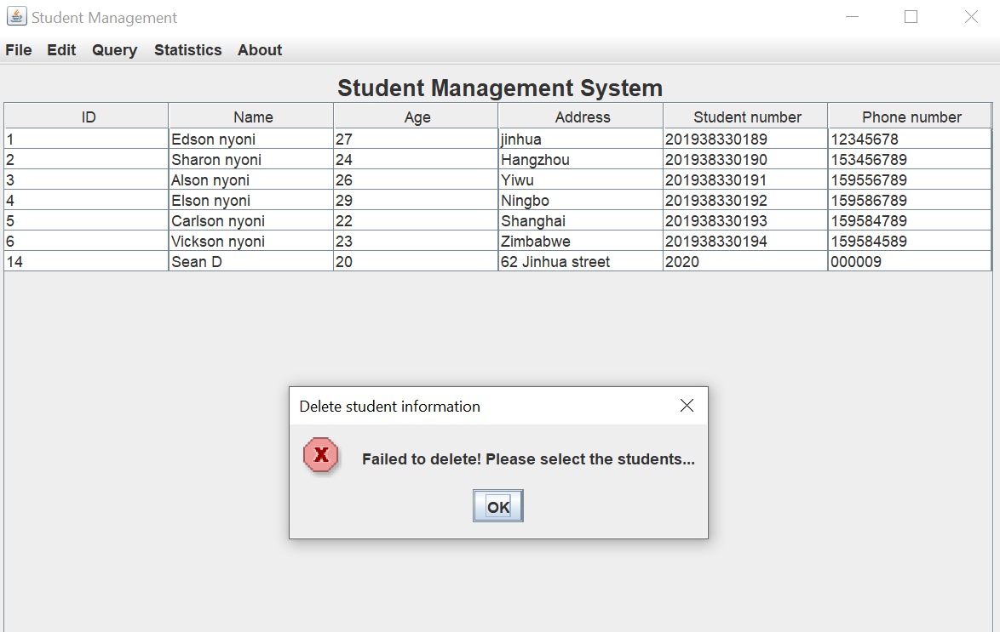 Student Management
File Edit Query Statistics About
Student Management System
ID Name Age Address Student number Phone number
1 Edson nyoni 27 jinhua 201938330189 12345678
2 Sharon nyoni 24 Hangzhou 201938330190 153456789
3 Alson nyoni 26 Yiwu 201938330191 159556789
4 Elson nyoni 29 Ningbo 201938330192 159586789
5 Carlson nyoni 22 Shanghai 201938330193 159584789
6 Vickson nyoni 23 Zimbabwe 201938330194 159584589
14 Sean D 20 62 Jinhua street 2020 000009
Delete student information
Failed to delete! Please select the students...
OK